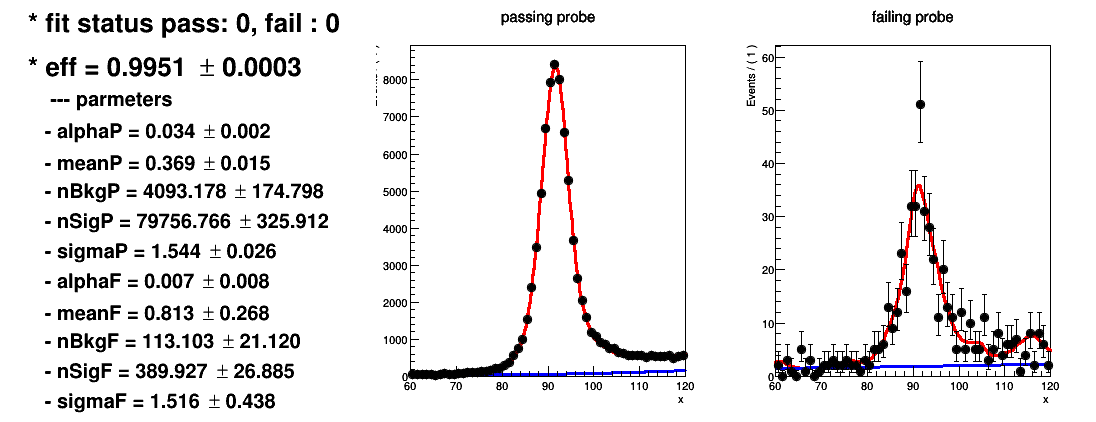 * fit status pass: 0, fail : 0
* eff = 0.9951 ± 0.0003
--- parmeters
- alphaP = 0.034 ± 0.002
- meanP = 0.369 ± 0.015
- nBkgP = 4093.178 ± 174.798
- nSigP = 79756.766 ± 325.912
- sigmaP = 1.544 ± 0.026
- alphaF = 0.007 ± 0.008
- meanF = 0.813 ± 0.268
- nBkgF = 113.103 ± 21.120
- nSigF = 389.927 ± 26.885
- sigmaF = 1.516 ± 0.438
passing probe
8000
7000
6000
5000
4000
3000
2000
1000
0
60 70 80 90 100 110 120
x
failing probe
Events / ( 1 )
60
50
40
30
20
10
0
60 70 80 90 100 110 120
x